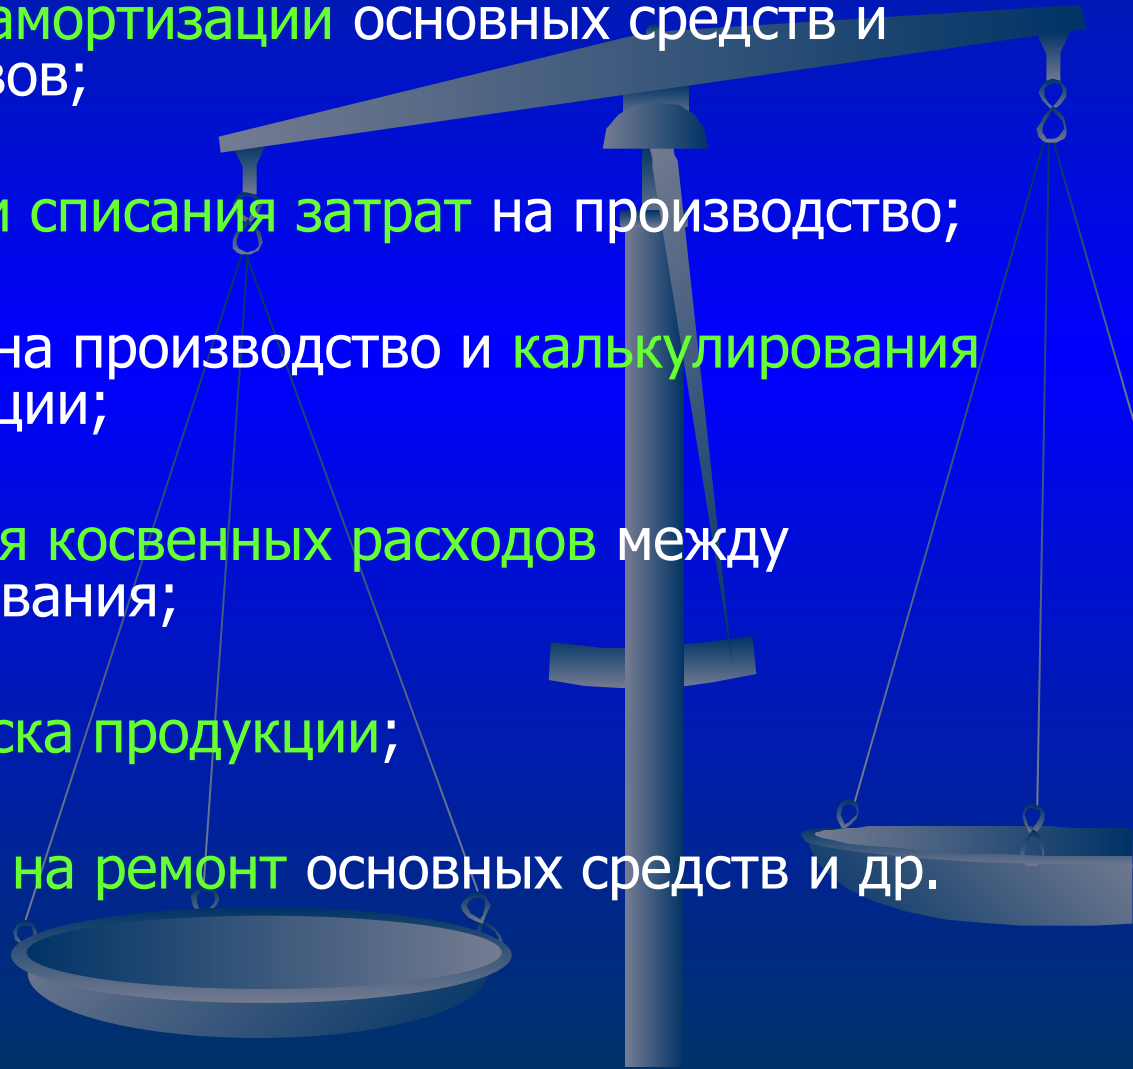 амортизации основных средств и
вов;
и списания затрат на производство;
на производство и калькулирования
ции;
я косвенных расходов между
вания;
ска продукции;
на ремонт основных средств и др.